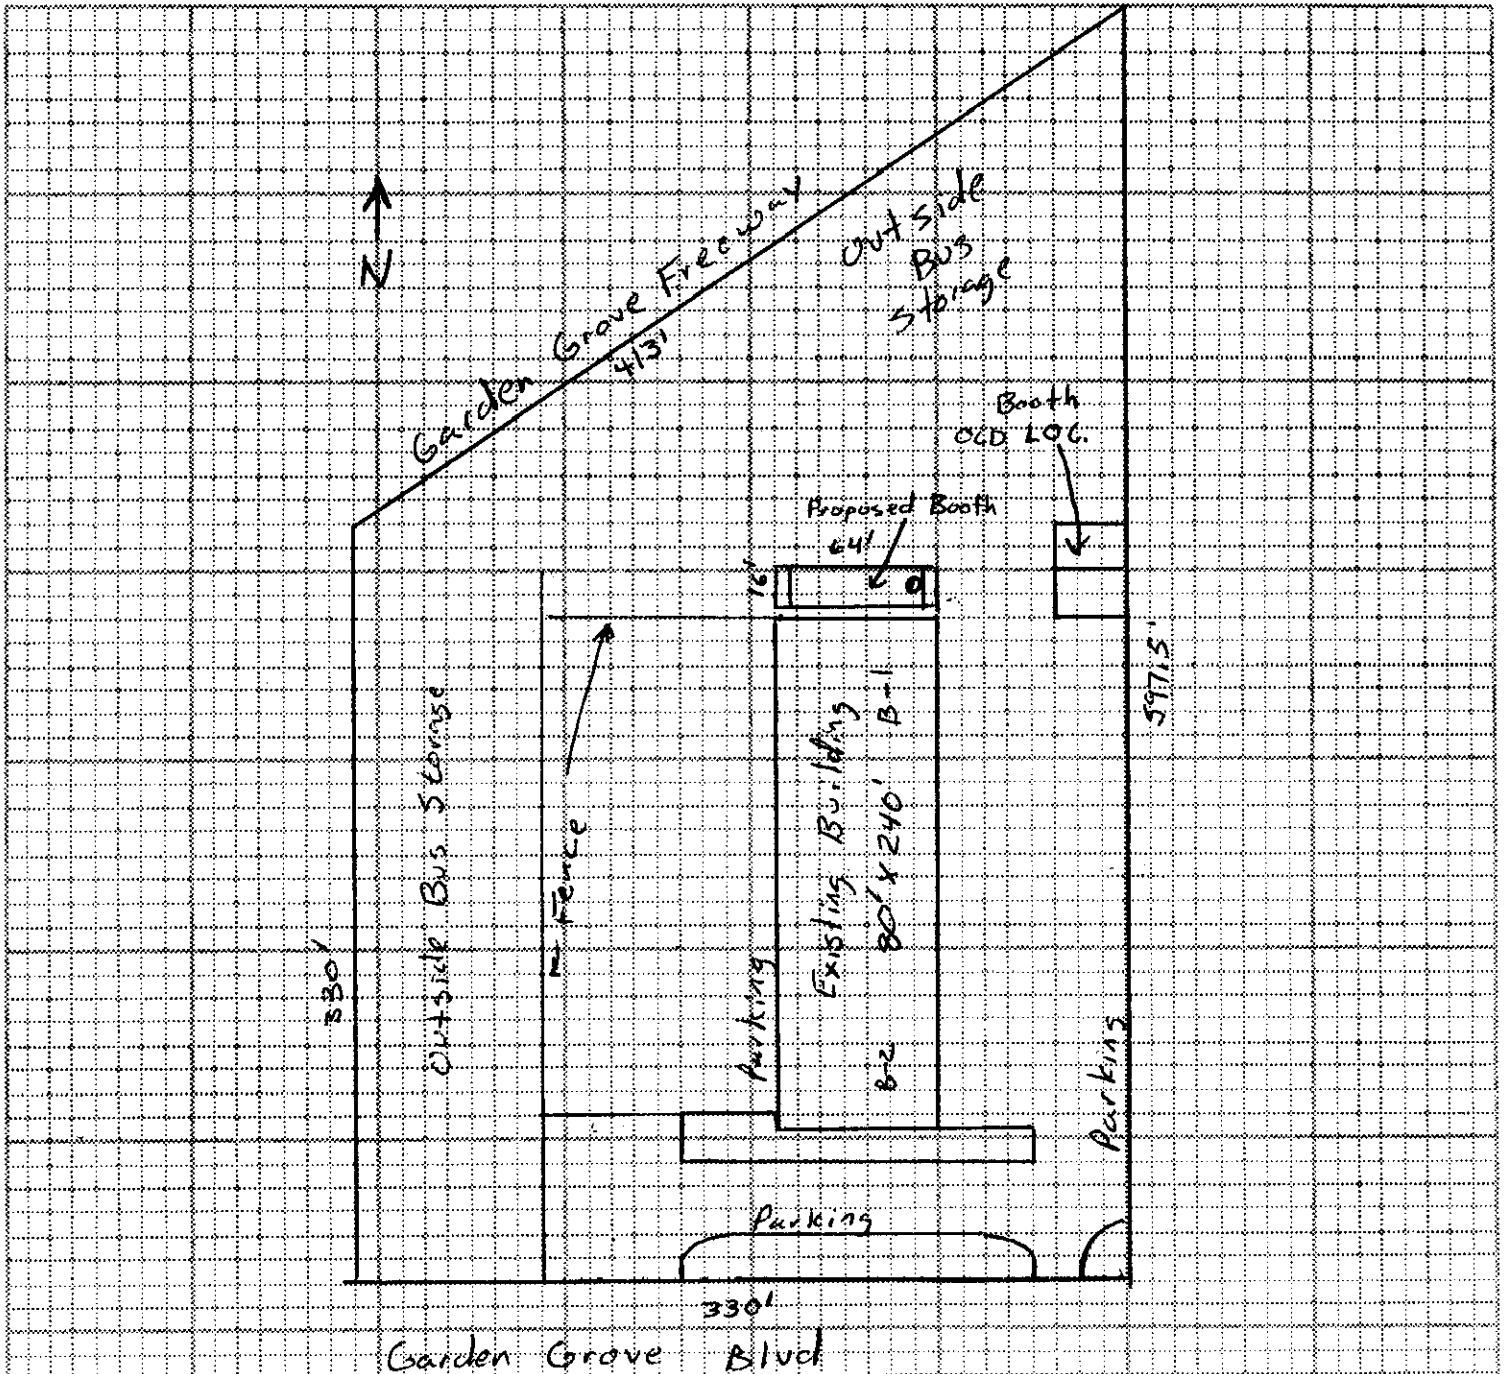 N
Garden Grove Freeway
413'
Outside
Bus
Storage
Booth
OLD LOC.
Proposed Booth
64'
16'
597.5'
Outside Bus Storage
Fence
330'
Parking
Existing Building
80' X 240' B-1
B-2
Parking
Parking
330'
Garden Grove Blvd